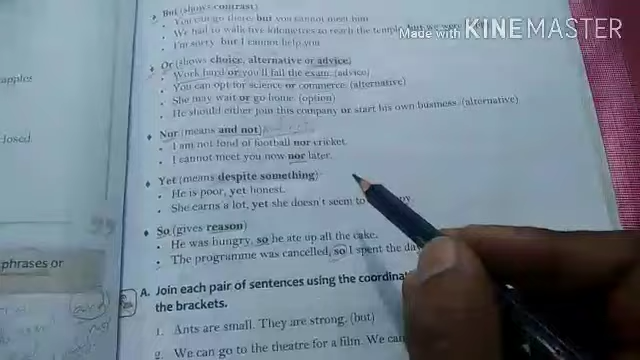 But (shows contrast)
You can go there, but you cannot meet him.
We had to walk five kilometres to reach the temple, but we were
I'm sorry but I cannot help you
Made with KINEMASTER
Or (shows choice, alternative or advice)
Work hard or you'll fail the exam. (advice)
You can opt for science or commerce. (alternative)
She may wait or go home. (option)
He should either join this company or start his own business. (alternative)
Nor (means and not)
I am not fond of football nor cricket.
I cannot meet you now nor later.
Yet (means despite something)
He is poor, yet honest.
She earns a lot, yet she doesn't seem to
So (gives reason)
He was hungry, so he ate up all the cake.
The programme was cancelled, so I spent the
A. Join each pair of sentences using the
the brackets.
1. Ants are small. They are strong. (but)
2. We can go to the theatre for a film. We can
apples
losed.
phrases or